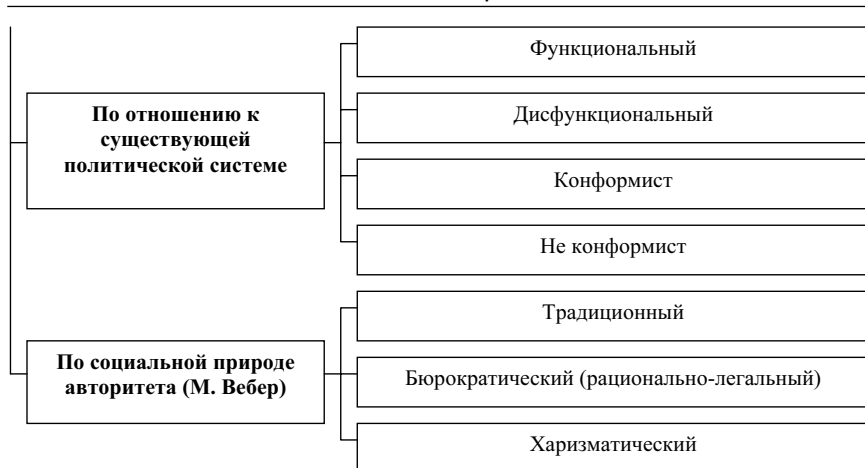 Функциональный
По отношению к
существующей
политической системе
Дисфункциональный
Конформист
Не конформист
Традиционный
По социальной природе
авторитета (М. Вебер)
Бюрократический (рационально-легальный)
Харизматический